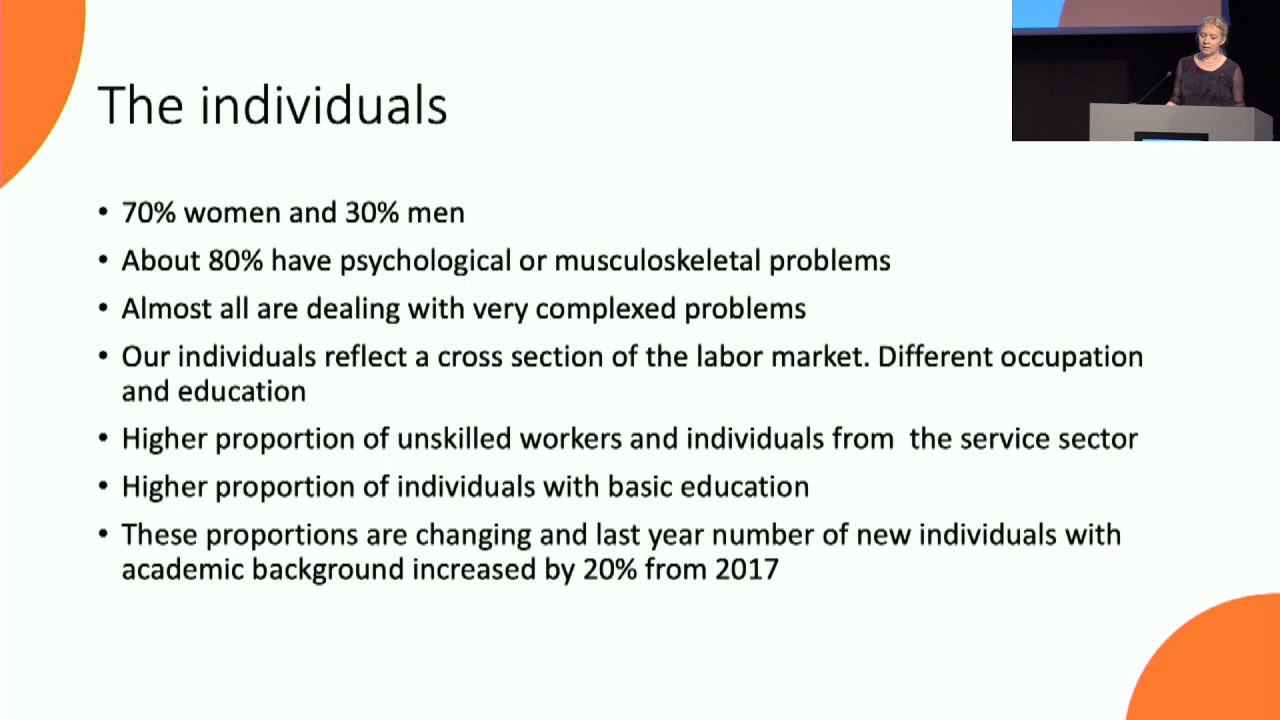 The individuals
• 70% women and 30% men
• About 80% have psychological or musculoskeletal problems
• Almost all are dealing with very complexed problems
• Our individuals reflect a cross section of the labor market. Different occupation
and education
• Higher proportion of unskilled workers and individuals from  the service sector
• Higher proportion of individuals with basic education
• These proportions are changing and last year number of new individuals with
academic background increased by 20% from 2017